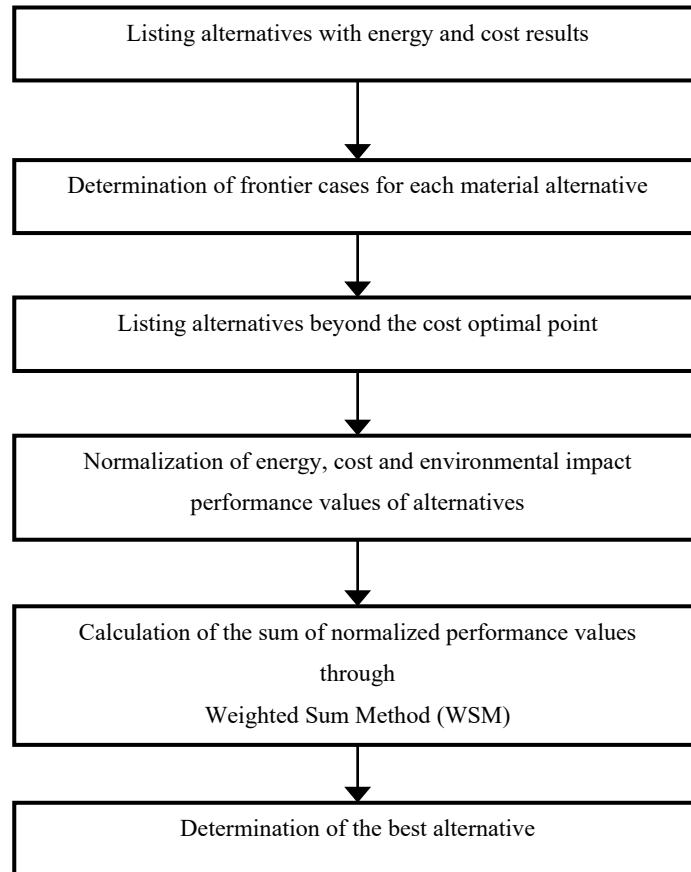 Listing alternatives with energy and cost results
Determination of frontier cases for each material alternative
Listing alternatives beyond the cost optimal point
Normalization of energy, cost and environmental impact
performance values of alternatives
Calculation of the sum of normalized performance values
through
Weighted Sum Method (WSM)
Determination of the best alternative